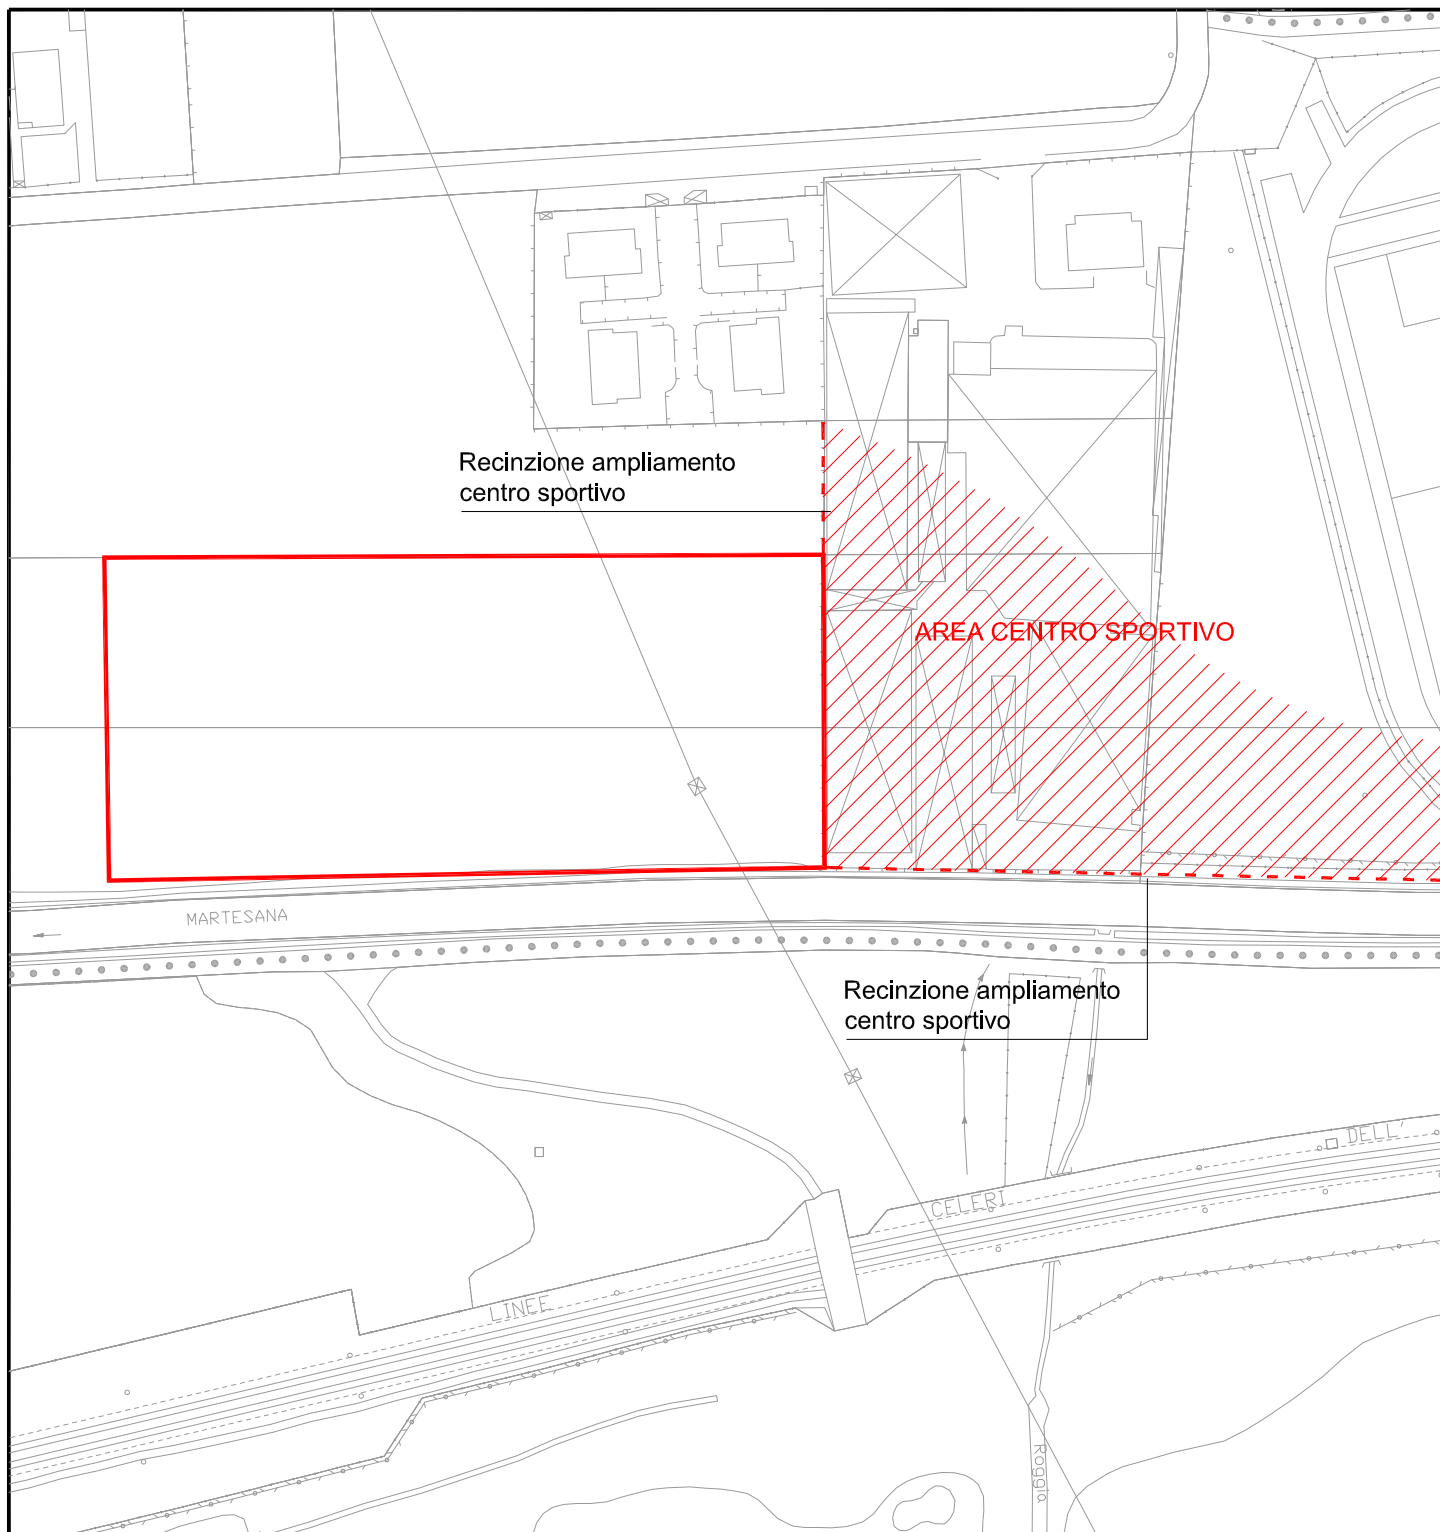 Recinzione ampliamento
centro sportivo
AREA CENTRO SPORTIVO
MARTESANA
Recinzione ampliamento
centro sportivo
DELL'
CELERI
LINEE
Roggia